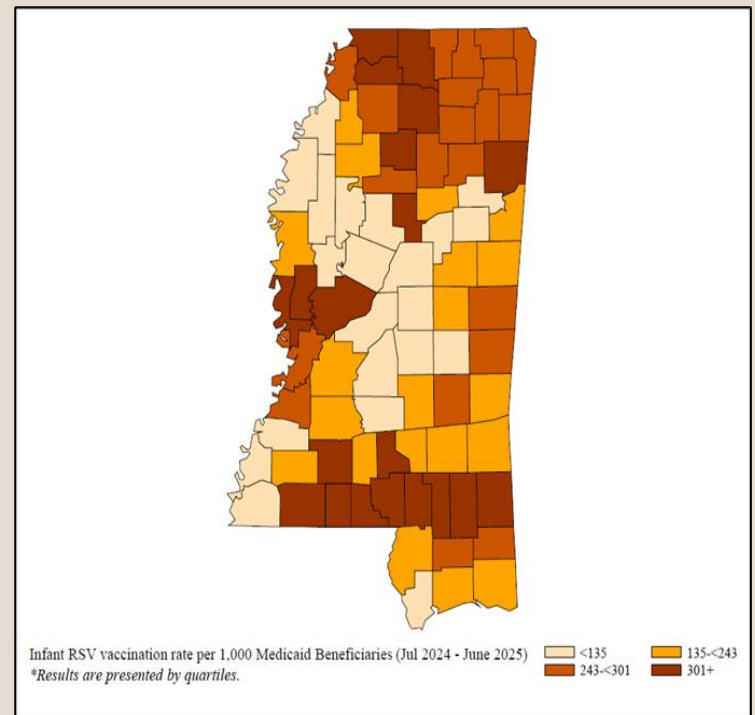 Infant RSV vaccination rate per 1,000 Medicaid Beneficiaries (Jul 2024 - June 2025)
*Results are presented by quartiles.
<135 135-<243
243-<301 301+